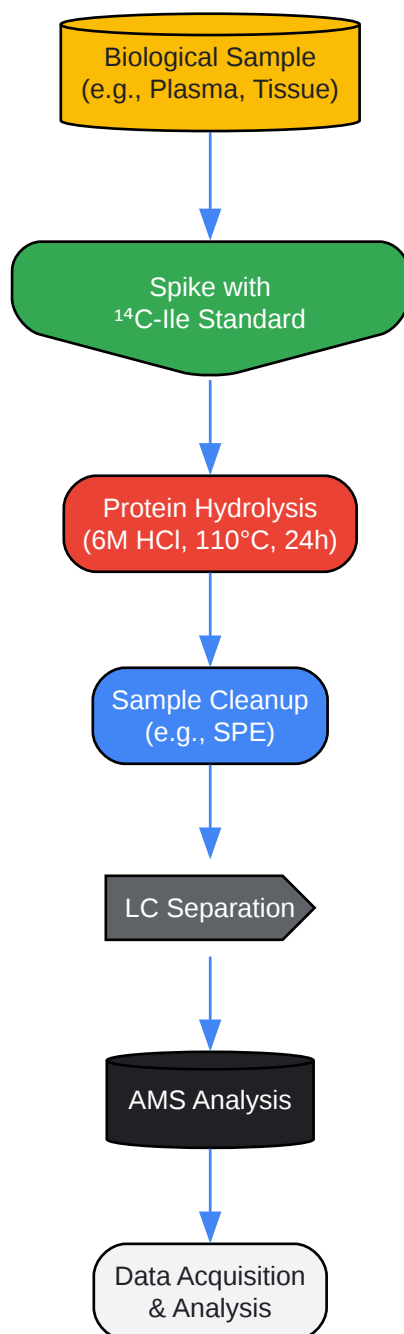 Biological Sample
(e.g., Plasma, Tissue)
Spike with
¹⁴C-Ile Standard
Protein Hydrolysis
(6M HCl, 110°C, 24h)
Sample Cleanup
(e.g., SPE)
LC Separation
AMS Analysis
Data Acquisition
& Analysis